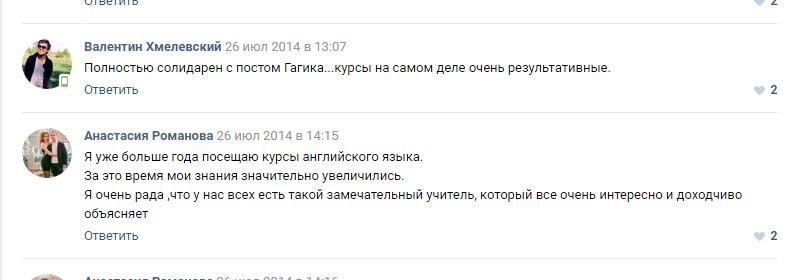 Ответить
2
Валентин Хмелевский 26 июл 2014 в 13:07
Полностью солидарен с постом Гагика...курсы на самом деле очень результативные.
Ответить
2
Анастасия Романова 26 июл 2014 в 14:15
Я уже больше года посещаю курсы английского языка.
За это время мои знания значительно увеличились.
Я очень рада ,что у нас всех есть такой замечательный учитель, который все очень интересно и доходчиво
объясняет
Ответить
2
Анастасия Романова 26 июл 2014 в 14:16